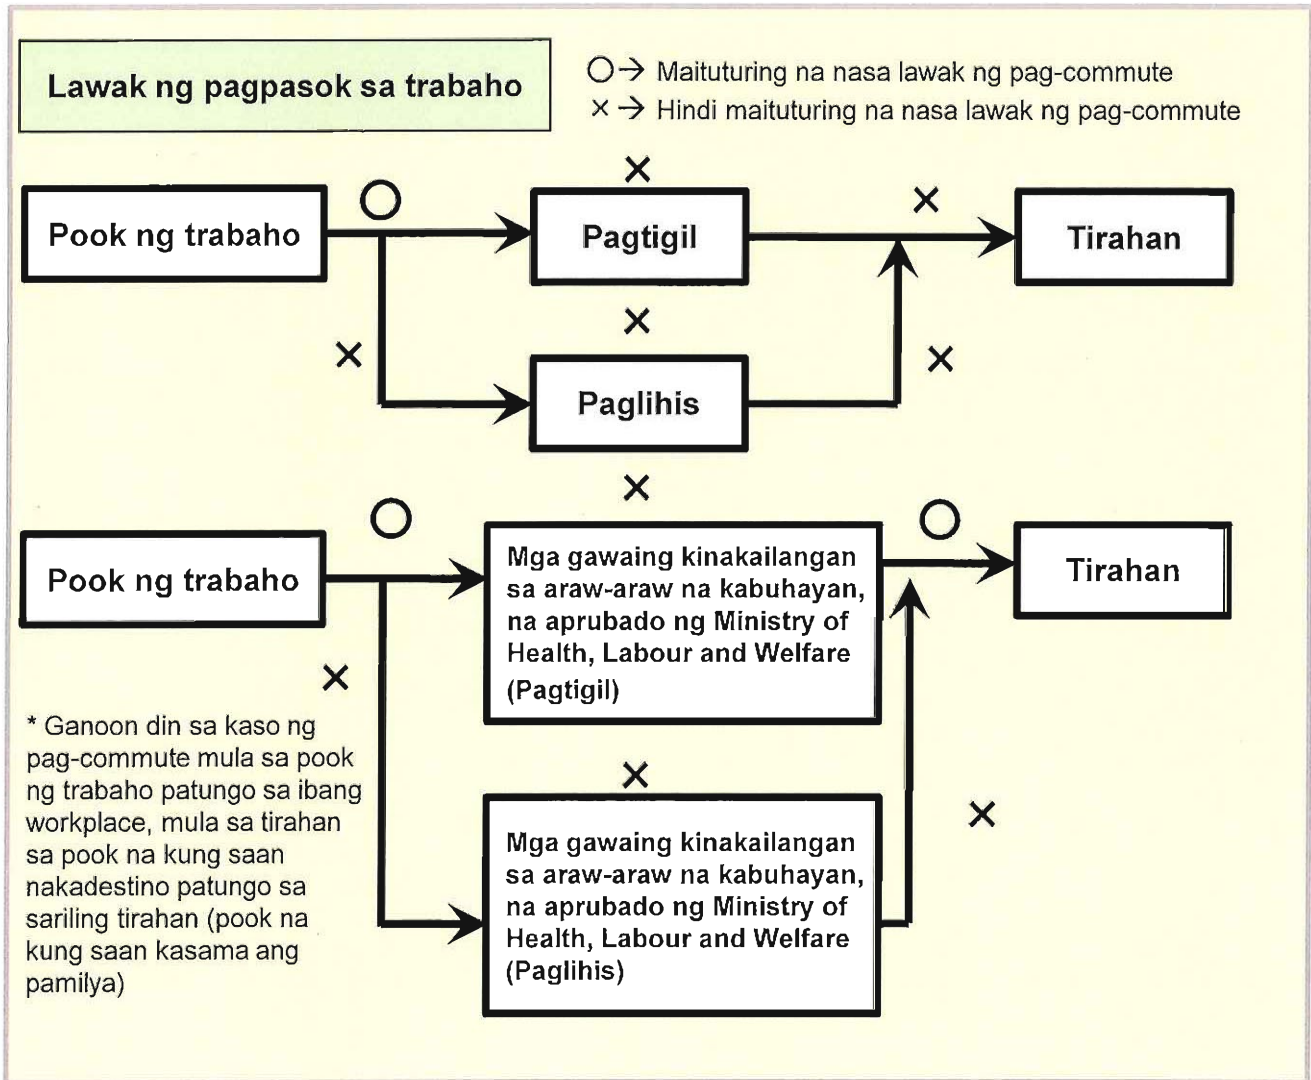 Lawak ng pagpasok sa trabaho
○→ Maituturing na nasa lawak ng pag-commute
×→ Hindi maituturing na nasa lawak ng pag-commute
Pook ng trabaho
Pagtigil
Tirahan
Paglihis
Pook ng trabaho
Mga gawaing kinakailangan
sa araw-araw na kabuhayan,
na aprubado ng Ministry of
Health, Labour and Welfare
(Pagtigil)
Tirahan
* Ganoon din sa kaso ng
pag-commute mula sa pook
ng trabaho patungo sa ibang
workplace, mula sa tirahan
sa pook na kung saan
nakadestino patungo sa
sariling tirahan (pook na
kung saan kasama ang
pamilya)
Mga gawaing kinakailangan
sa araw-araw na kabuhayan,
na aprubado ng Ministry of
Health, Labour and Welfare
(Paglihis)